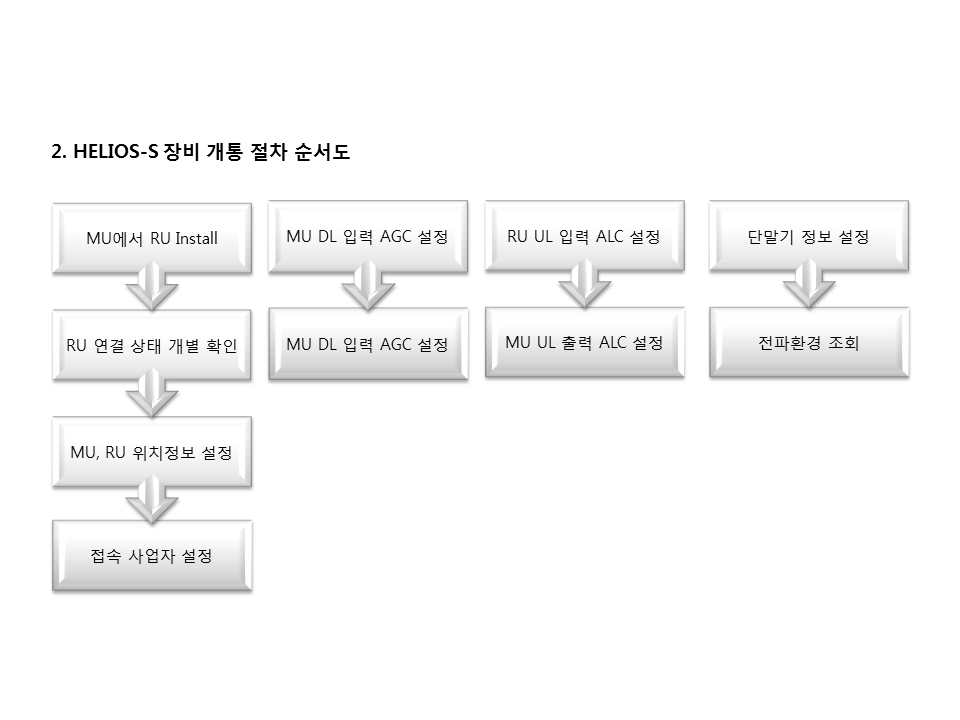 2. HELIOS-S 장비 개통 절차 순서도
MU에서 RU Install
RU 연결 상태 개별 확인
MU, RU 위치정보 설정
접속 사업자 설정
MU DL 입력 AGC 설정
MU DL 입력 AGC 설정
RU UL 입력 ALC 설정
MU UL 출력 ALC 설정
단말기 정보 설정
전파환경 조회